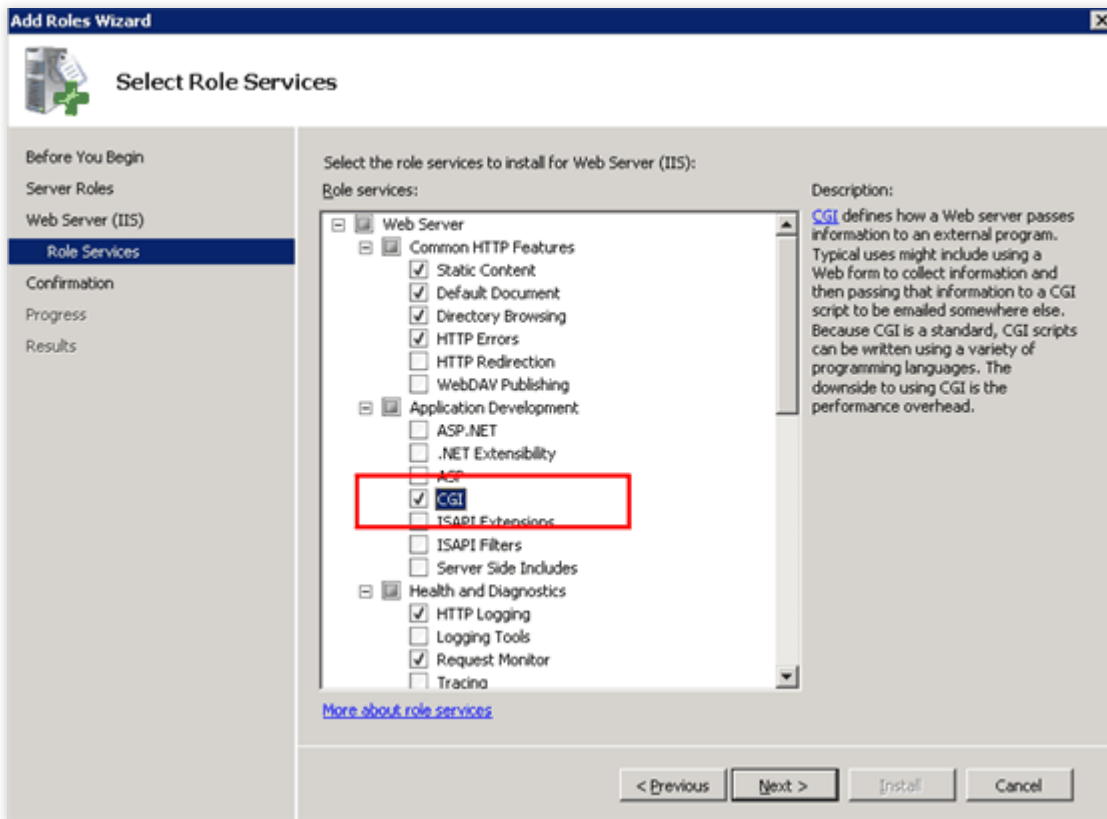 Add Roles Wizard
Select Role Services
Before You Begin
Server Roles
Web Server (IIS)
Role Services
Confirmation
Progress
Results
Select the role services to install for Web Server (IIS):
Role services:
Web Server
Common HTTP Features
Static Content
Default Document
Directory Browsing
HTTP Errors
HTTP Redirection
WebDAV Publishing
Application Development
ASP.NET
.NET Extensibility
ASP
CGI
ISAPI Extensions
ISAPI Filters
Server Side Includes
Health and Diagnostics
HTTP Logging
Logging Tools
Request Monitor
Tracing
More about role services
Description:
CGI defines how a Web server passes
information to an external program.
Typical uses might include using a
Web form to collect information and
then passing that information to a CGI
script to be emailed somewhere else.
Because CGI is a standard, CGI scripts
can be written using a variety of
programming languages. The
downside to using CGI is the
performance overhead.
< Previous
Next >
Install
Cancel